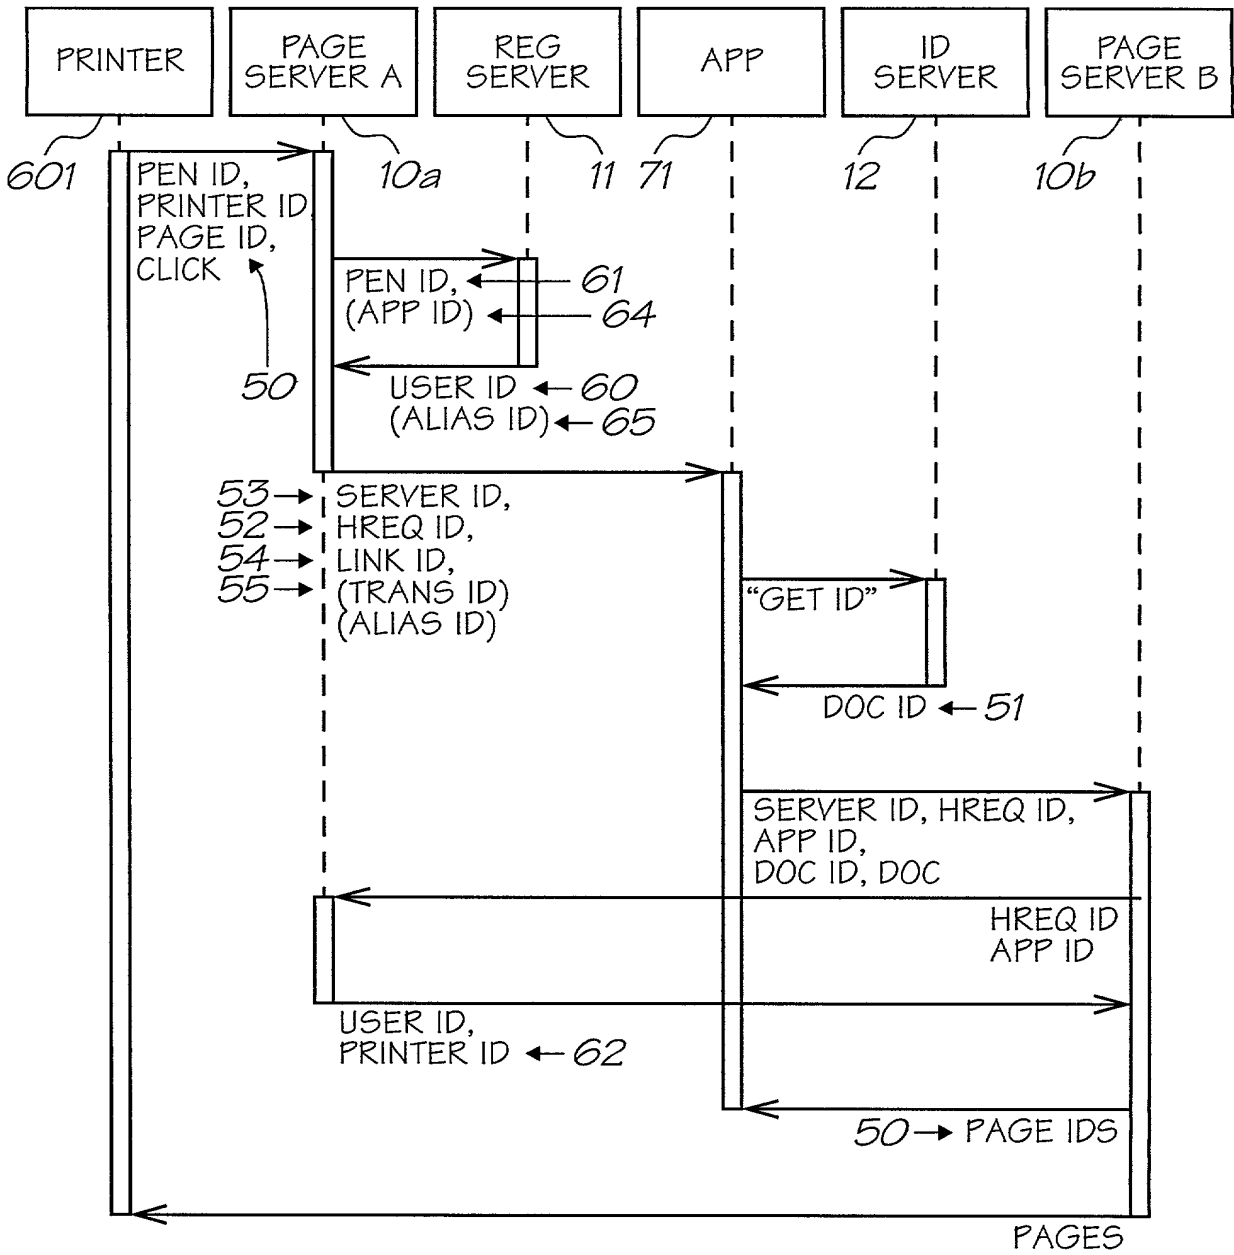 PRINTER
PAGE
SERVER A
REG
SERVER
APP
ID
SERVER
PAGE
SERVER B
601
10a
11
71
12
10b
PEN ID,
PRINTER ID
PAGE ID,
CLICK
50
PEN ID,
61
(APP ID)
64
USER ID
60
(ALIAS ID)
65
53
SERVER ID,
52
HREQ ID,
54
LINK ID,
55
(TRANS ID)
(ALIAS ID)
"GET ID"
DOC ID
51
SERVER ID, HREQ ID,
APP ID,
DOC ID, DOC
HREQ ID
APP ID
USER ID,
PRINTER ID
62
50
PAGE IDS
PAGES